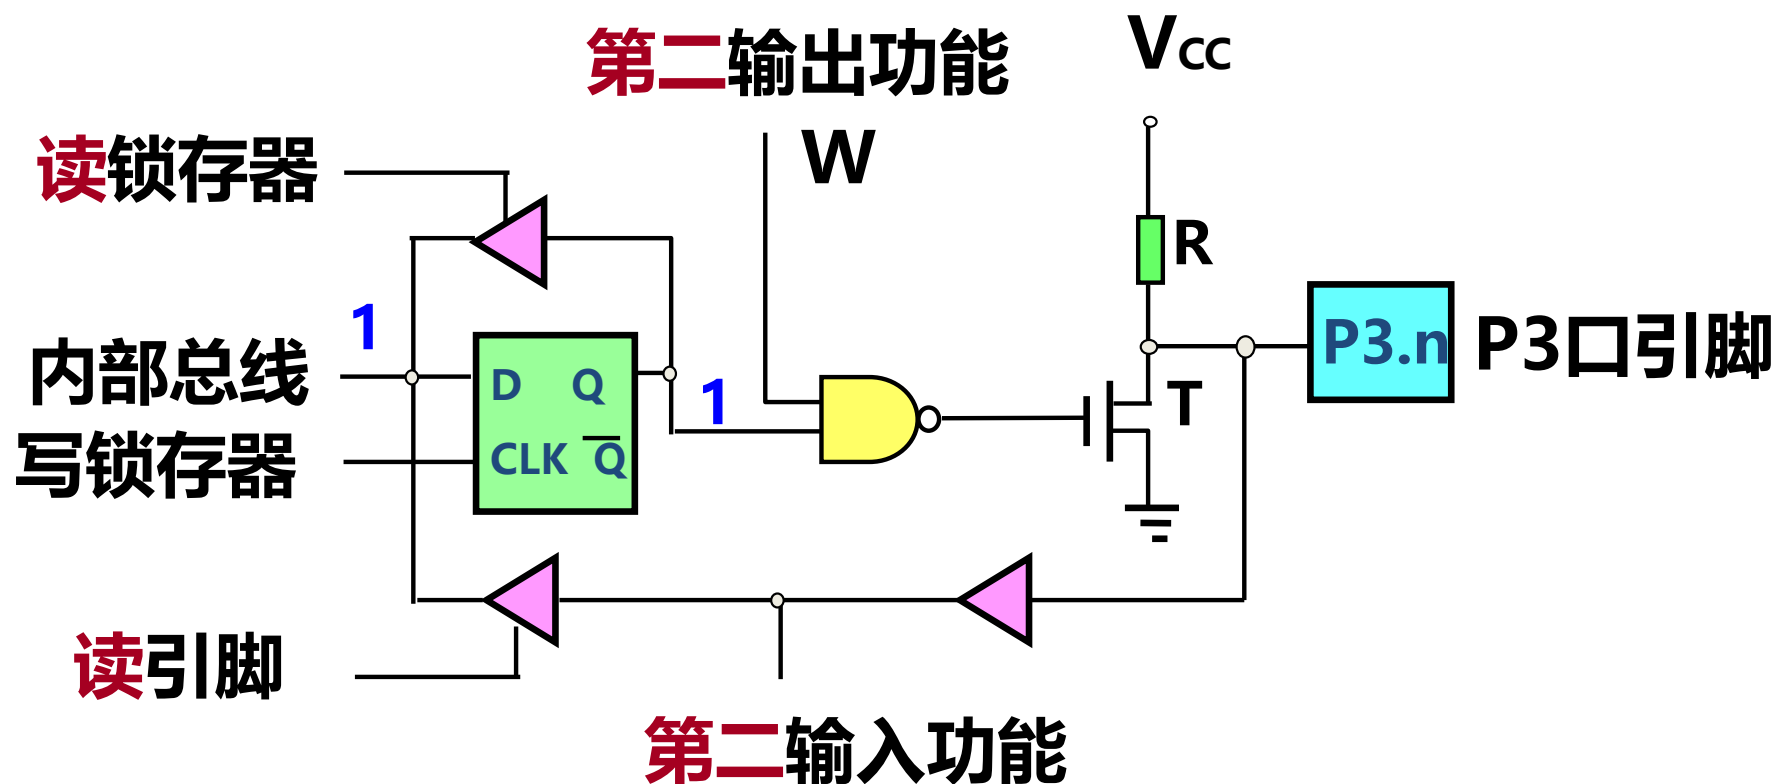 第二输出功能
Vcc
读锁存器
W
R
1
内部总线
D Q
P3.n
P3口引脚
1
T
写锁存器
CLK Q̅
读引脚
第二输入功能